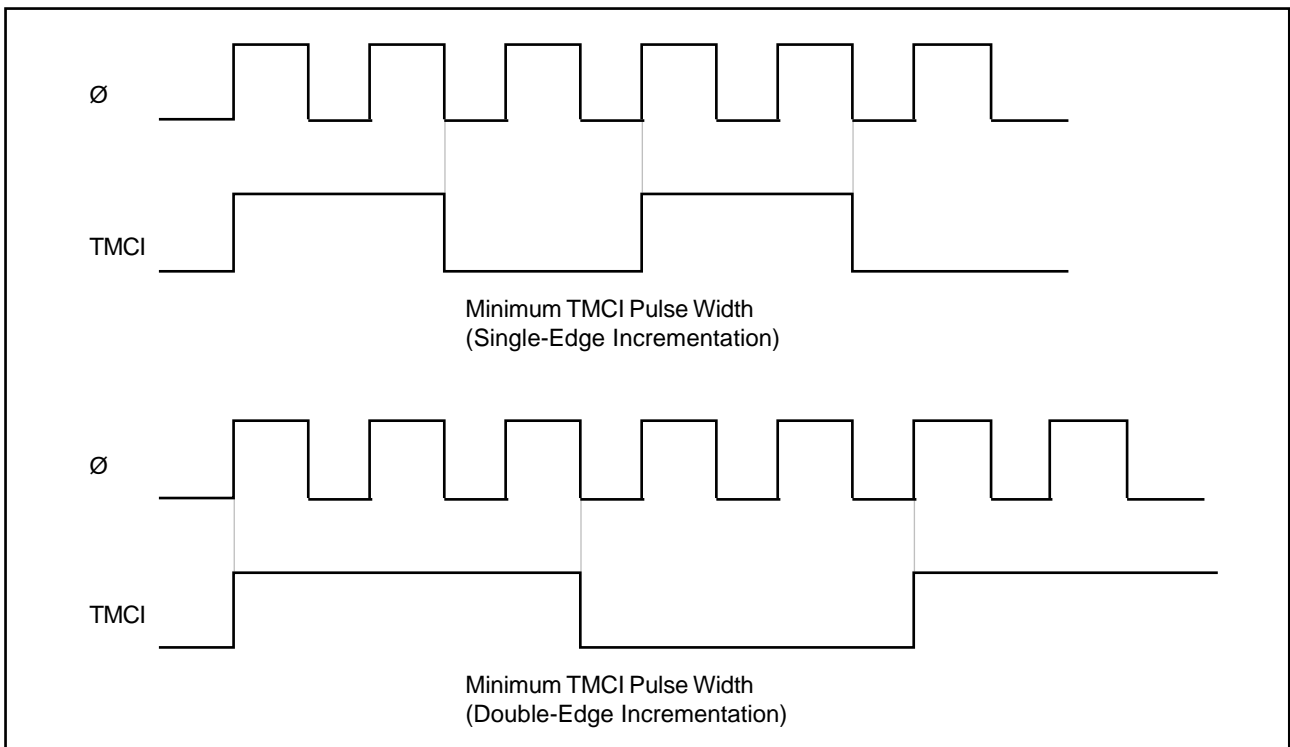 Ø
TMCI
Minimum TMCI Pulse Width
(Single-Edge Incrementation)
Ø
TMCI
Minimum TMCI Pulse Width
(Double-Edge Incrementation)